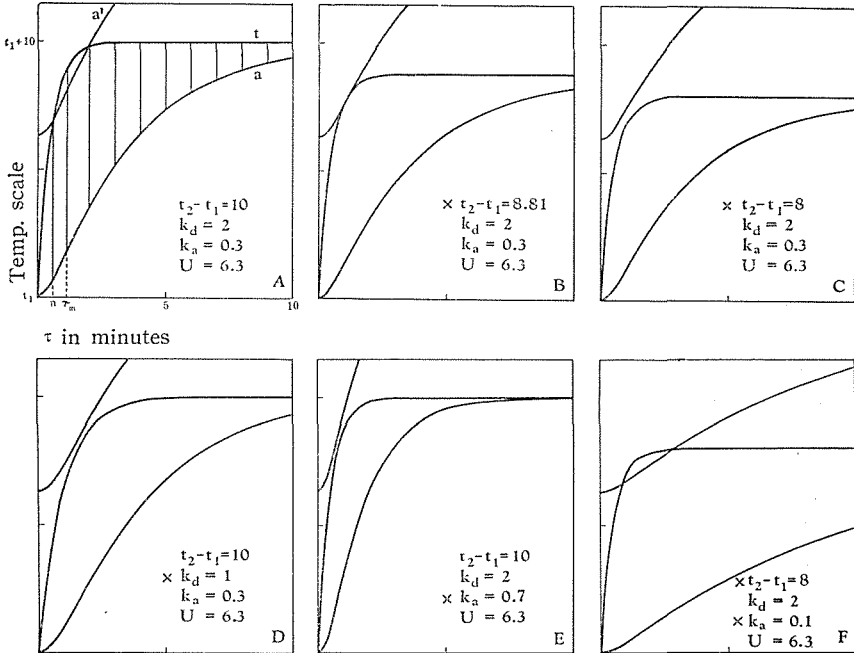 a'
t₁+10
t
a
Temp. scale
t₂-t₁=10
k_d = 2
k_a = 0.3
U = 6.3
A
t₁
n
τ_m
5
10
× t₂-t₁=8.81
k_d = 2
k_a = 0.3
U = 6.3
B
× t₂-t₁=8
k_d = 2
k_a = 0.3
U = 6.3
C
τ in minutes
t₂-t₁=10
× k_d = 1
k_a = 0.3
U = 6.3
D
t₂-t₁=10
k_d = 2
× k_a = 0.7
U = 6.3
E
× t₂-t₁=8
k_d = 2
× k_a = 0.1
U = 6.3
F